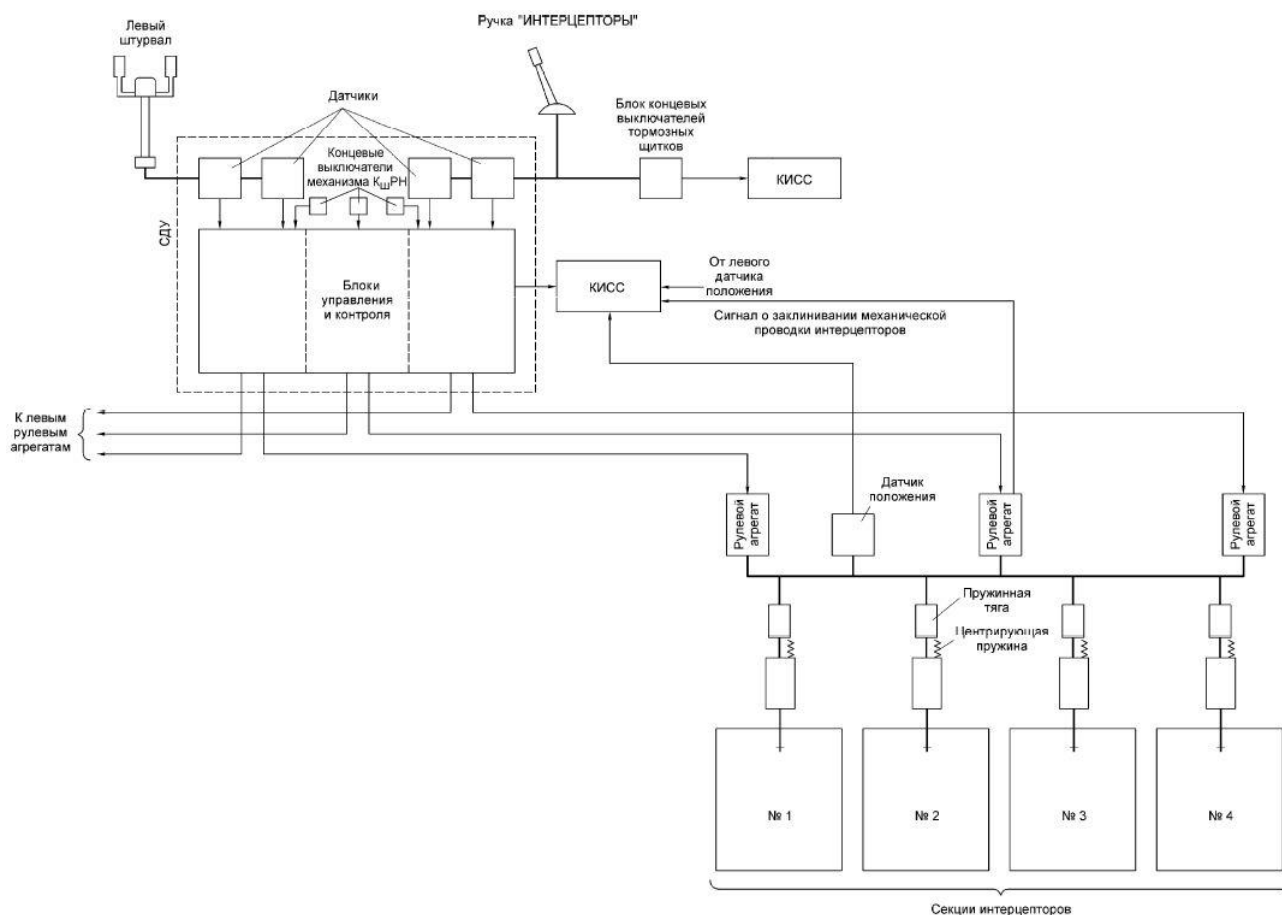 Левый
штурвал
Ручка "ИНТЕРЦЕПТОРЫ"
Датчики
Блок концевых
выключателей
тормозных
щитков
Концевые
выключатели
механизма КШРН
КИСС
СДУ
Блоки
управления
и контроля
КИСС
От левого
датчика
положения
Сигнал о заклинивании механической
проводки интерцепторов
К левым
рулевым
агрегатам
Датчик
положения
Рулевой
агрегат
Рулевой
агрегат
Рулевой
агрегат
Пружинная
тяга
Центрирующая
пружина
№ 1
№ 2
№ 3
№ 4
Секции интерцепторов